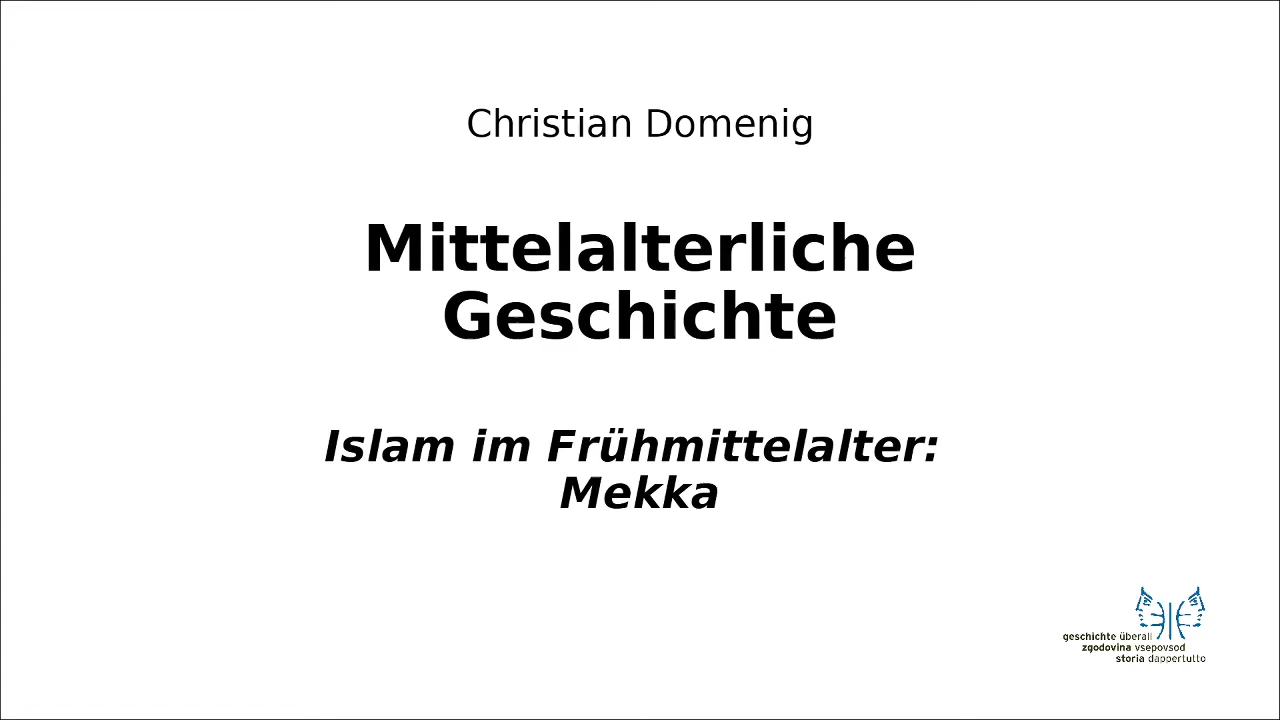 Christian Domenig
Mittelalterliche
Geschichte
Islam im Frühmittelalter:
Mekka
geschichte überall
zgodovina vsepovsod
storia dappertutto